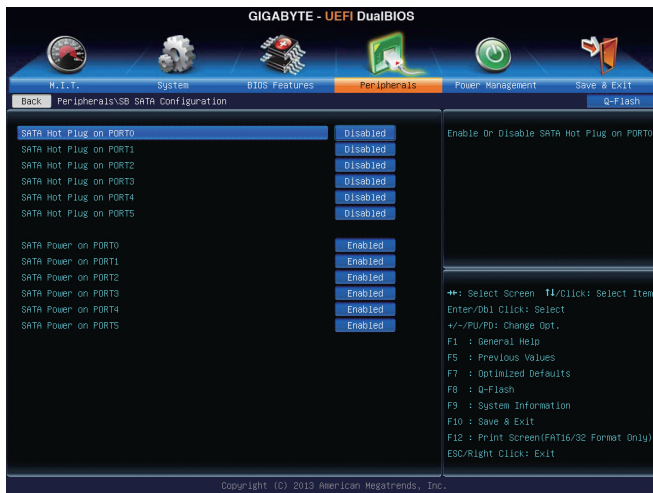 GIGABYTE - UEFI DualBIOS
M.I.T.
System
BIOS Features
Peripherals
Power Management
Save & Exit
Back
Peripherals\SB SATA Configuration
Q-Flash
SATA Hot Plug on PORT0 Disabled
SATA Hot Plug on PORT1 Disabled
SATA Hot Plug on PORT2 Disabled
SATA Hot Plug on PORT3 Disabled
SATA Hot Plug on PORT4 Disabled
SATA Hot Plug on PORT5 Disabled
SATA Power on PORT0 Enabled
SATA Power on PORT1 Enabled
SATA Power on PORT2 Enabled
SATA Power on PORT3 Enabled
SATA Power on PORT4 Enabled
SATA Power on PORT5 Enabled
Enable Or Disable SATA Hot Plug on PORT0
→←: Select Screen ↑↓/Click: Select Item
Enter/Dbl Click: Select
+/-/PU/PD: Change Opt.
F1 : General Help
F5 : Previous Values
F7 : Optimized Defaults
F8 : Q-Flash
F9 : System Information
F10 : Save & Exit
F12 : Print Screen(FAT16/32 Format Only)
ESC/Right Click: Exit
Copyright (C) 2013 American Megatrends, Inc.